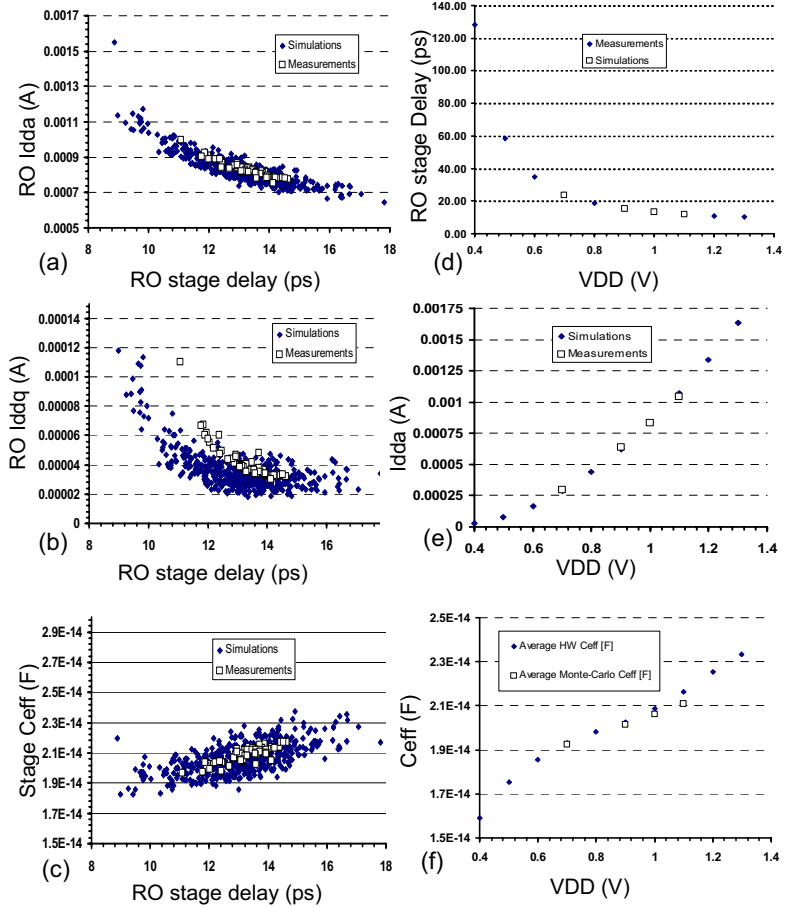 0.0017
0.0015
0.0013
0.0011
0.0009
0.0007
0.0005
RO Idda (A)
Simulations
Measurements
8 10 12 14 16 18
(a)
RO stage delay (ps)
140.00
120.00
100.00
80.00
60.00
40.00
20.00
0.00
RO stage Delay (ps)
Measurements
Simulations
0.4 0.6 0.8 1 1.2 1.4
(d)
VDD (V)
0.00014
0.00012
0.0001
0.00008
0.00006
0.00004
0.00002
0
RO Iddq (A)
Simulations
Measurements
8 10 12 14 16 18
(b)
RO stage delay (ps)
0.00175
0.0015
0.00125
0.001
0.00075
0.0005
0.00025
0
Idda (A)
Simulations
Measurements
0.4 0.6 0.8 1 1.2 1.4
(e)
VDD (V)
2.9E-14
2.7E-14
2.5E-14
2.3E-14
2.1E-14
1.9E-14
1.7E-14
1.5E-14
Stage Ceff (F)
Simulations
Measurements
8 10 12 14 16 18
(c)
RO stage delay (ps)
2.5E-14
2.3E-14
2.1E-14
1.9E-14
1.7E-14
1.5E-14
Ceff (F)
Average HW Ceff [F]
Average Monte-Carlo Ceff [F]
0.4 0.6 0.8 1 1.2 1.4
(f)
VDD (V)